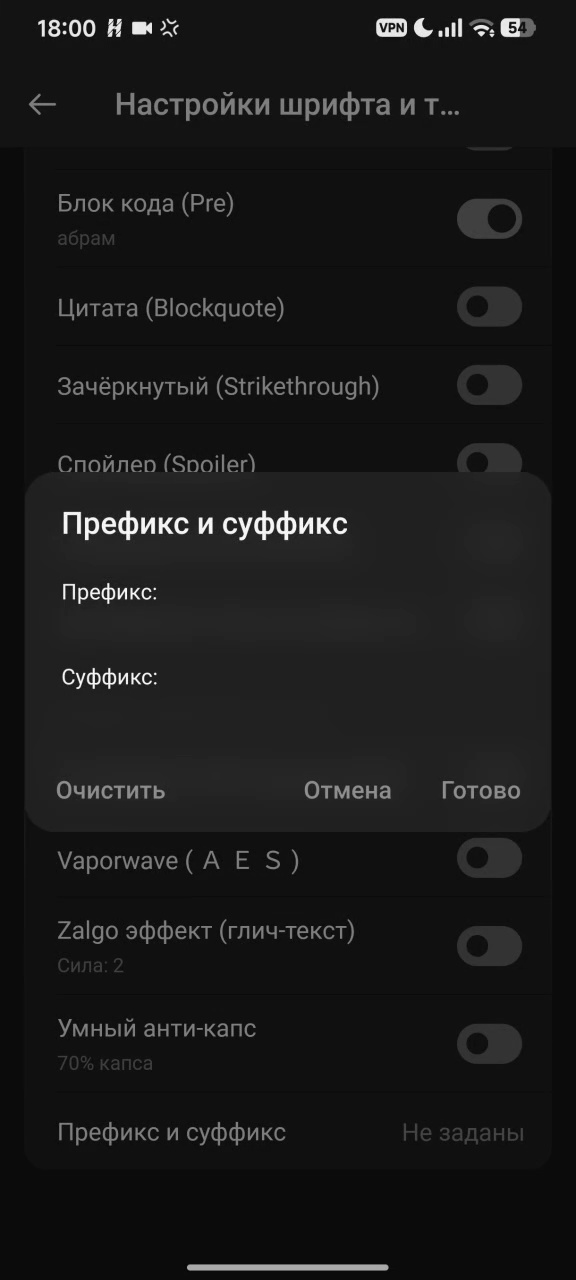 18:00 VPN 54
Настройки шрифта и т...
Блок кода (Pre)
абрам
Цитата (Blockquote)
Зачёркнутый (Strikethrough)
Спойлер (Spoiler)
Префикс и суффикс
Префикс:
Суффикс:
Очистить Отмена Готово
Vaporwave ( A E S )
Zalgo эффект (глич-текст)
Сила: 2
Умный анти-капс
70% капса
Префикс и суффикс Не заданы